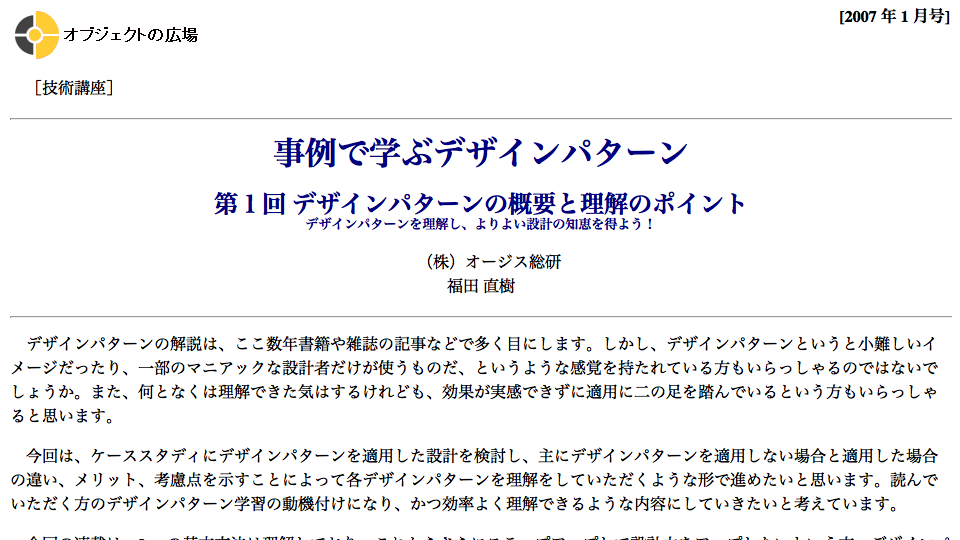 オブジェクトの広場
[2007 年 1 月号]
［技術講座］
事例で学ぶデザインパターン
第 1 回 デザインパターンの概要と理解のポイント
デザインパターンを理解し、よりよい設計の知恵を得よう！
（株）オージス総研
福田 直樹
デザインパターンの解説は、ここ数年書籍や雑誌の記事などで多く目にします。しかし、デザインパターンというと小難しいイ
メージだったり、一部のマニアックな設計者だけが使うものだ、というような感覚を持たれている方もいらっしゃるのではないで
しょうか。また、何となくは理解できた気はするけれども、効果が実感できずに適用に二の足を踏んでいるという方もいらっしゃ
ると思います。
今回は、ケーススタディにデザインパターンを適用した設計を検討し、主にデザインパターンを適用しない場合と適用した場合
の違い、メリット、考慮点を示すことによって各デザインパターンを理解をしていただくような形で進めたいと思います。読んで
いただく方のデザインパターン学習の動機付けになり、かつ効率よく理解できるような内容にしていきたいと考えています。